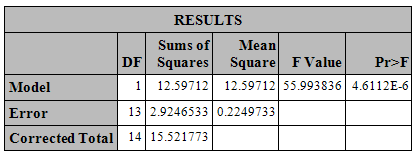 RESULTS
DF Sums of Squares Mean Square F Value Pr>F
Model 1 12.59712 12.59712 55.993836 4.6112E-6
Error 13 2.9246533 0.2249733
Corrected Total 14 15.521773